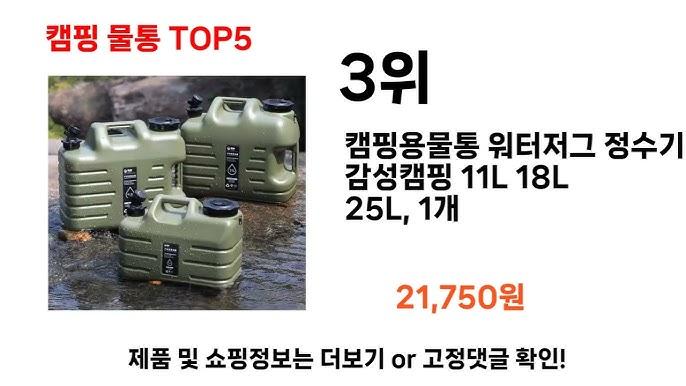 캠핑 물통 TOP5
3위
캠핑용물통 워터저그 정수기
감성캠핑 11L 18L
25L, 1개
21,750원
제품 및 쇼핑정보는 더보기 or 고정댓글 확인!